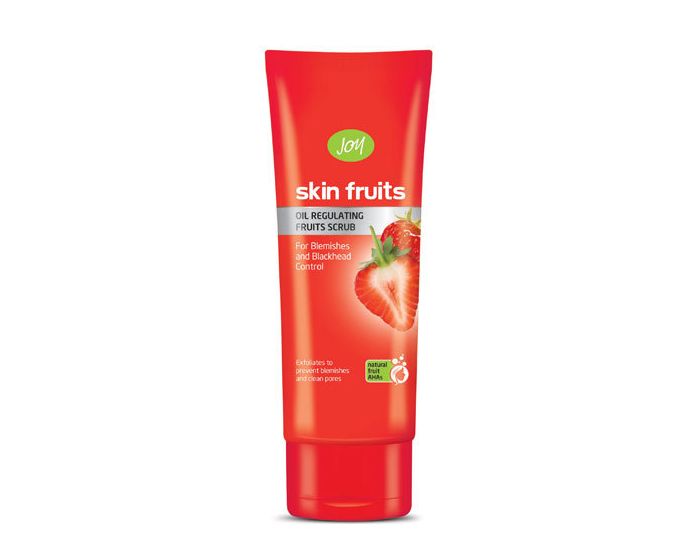 Joy
skin fruits
OIL REGULATING
FRUITS SCRUB
For Blemishes
and Blackhead
Control
Exfoliates to
prevent blemishes
and clean pores
natural
fruit
AHAs